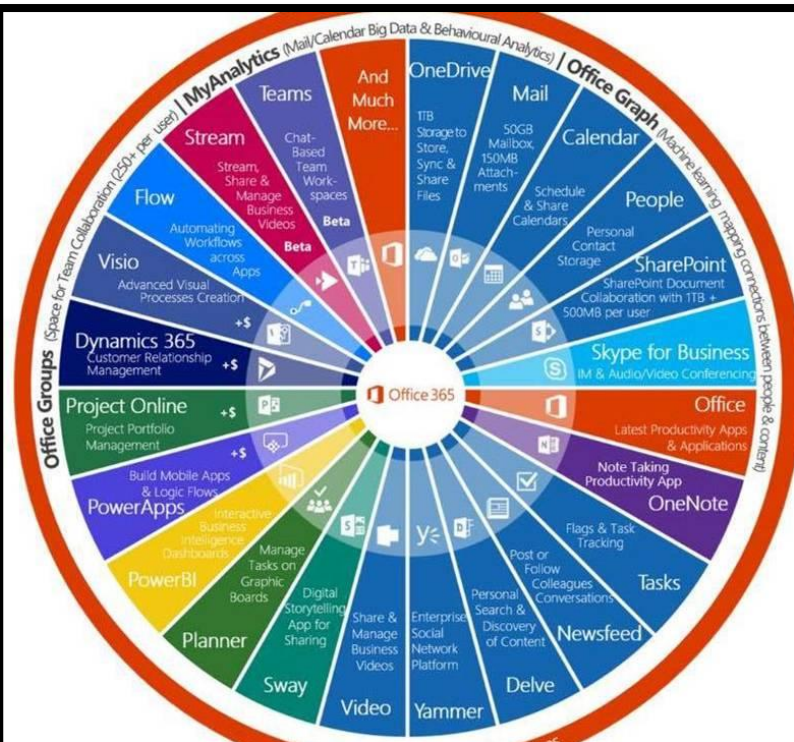 Office Groups (Space for Team Collaboration (250+ per user) | MyAnalytics (Mail/Calendar Big Data & Behavioural Analytics) | Office Graph (Machine learning mapping connections between people & content)
And
Much
More...
OneDrive
1TB
Storage to
Store,
Sync &
Share
Files
Mail
50GB
Mailbox,
150MB
Attach-
ments
Calendar
Schedule
& Share
Calendars
People
Personal
Contact
Storage
SharePoint
SharePoint Document
Collaboration with 1TB +
500MB per user
Skype for Business
IM & Audio/Video Conferencing
Office
Latest Productivity Apps
& Applications
Note Taking
Productivity App
OneNote
Flags & Task
Tracking
Tasks
Post or
Follow
Colleagues
Conversations
Newsfeed
Personal
Search &
Discovery
of Content
Delve
Enterprise
Social
Network
Platform
Yammer
Share &
Manage
Business
Videos
Video
Digital
Storytelling
App for
Sharing
Sway
Manage
Tasks on
Graphic
Boards
Planner
Interactive
Business
Intelligence
Dashboards
PowerBI
+$
Build Mobile Apps
& Logic Flows
PowerApps
Project Online
+$
Project Portfolio
Management
Dynamics 365
Customer Relationship
Management
+$
Visio
Advanced Visual
Processes Creation
+$
Flow
Automating
Workflows
across
Apps
Stream
Stream,
Share &
Manage
Business
Videos
Beta
Teams
Chat-
Based
Team
Work-
spaces
Beta
Office 365